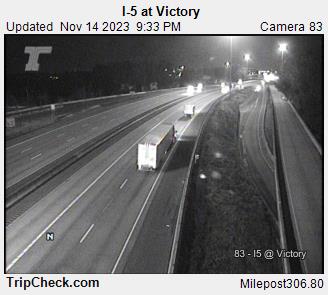 I-5 at Victory
Updated Nov 14 2023 9:33 PM Camera 83
T
N
83 - I5 @ Victory
TripCheck.com Milepost306.80